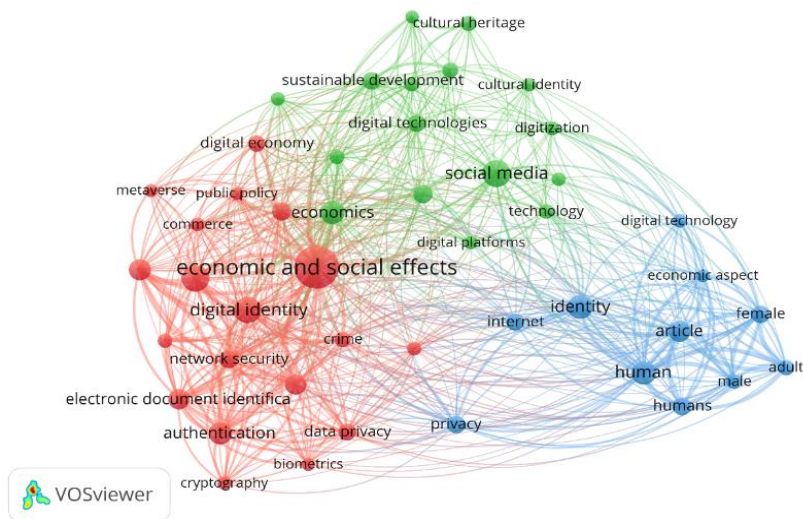 cultural heritage
sustainable development
cultural identity
digital technologies
digitization
digital economy
social media
metaverse
public policy
economics
technology
commerce
digital platforms
digital technology
economic and social effects
economic aspect
digital identity
identity
internet
female
crime
article
network security
human
adult
male
electronic document identifica
humans
authentication
data privacy
privacy
biometrics
cryptography
VOSviewer